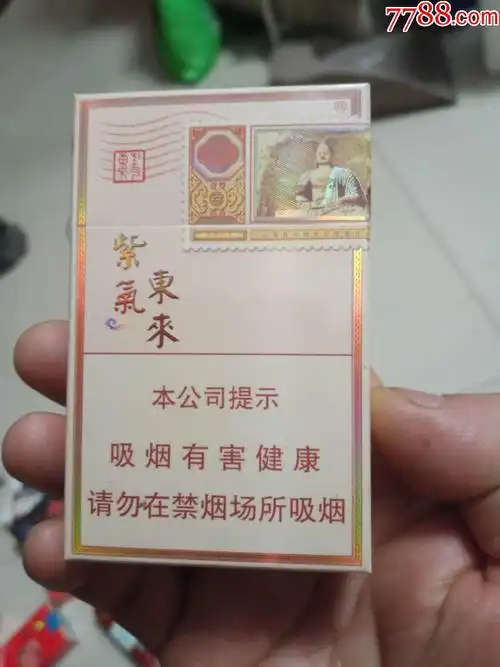 7788.com
紫氣
東來
本公司提示
吸烟有害健康
请勿在禁烟场所吸烟